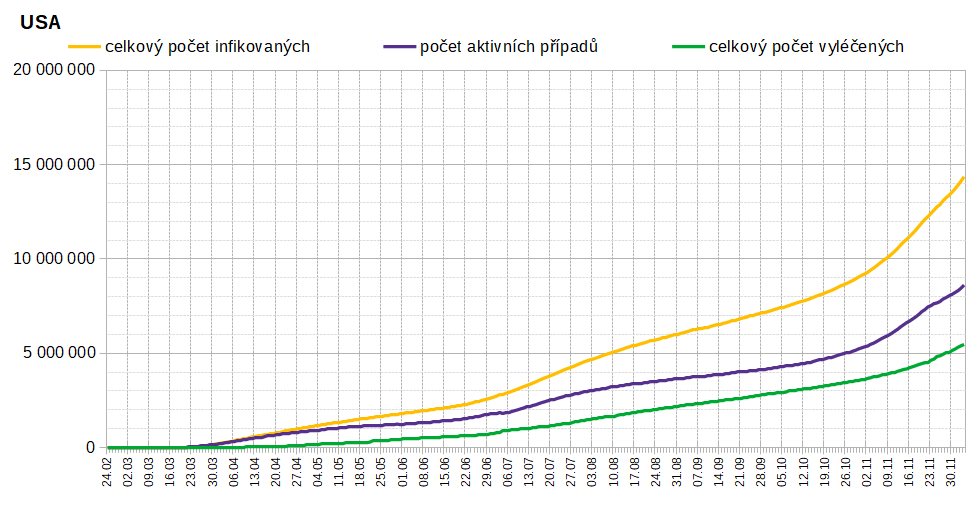 USA
celkový počet infikovaných počet aktivních případů celkový počet vyléčených
20 000 000
15 000 000
10 000 000
5 000 000
0
24.02 02.03 09.03 16.03 23.03 30.03 06.04 13.04 20.04 27.04 04.05 11.05 18.05 25.05 01.06 08.06 15.06 22.06 29.06 06.07 13.07 20.07 27.07 03.08 10.08 17.08 24.08 31.08 07.09 14.09 21.09 28.09 05.10 12.10 19.10 26.10 02.11 09.11 16.11 23.11 30.11